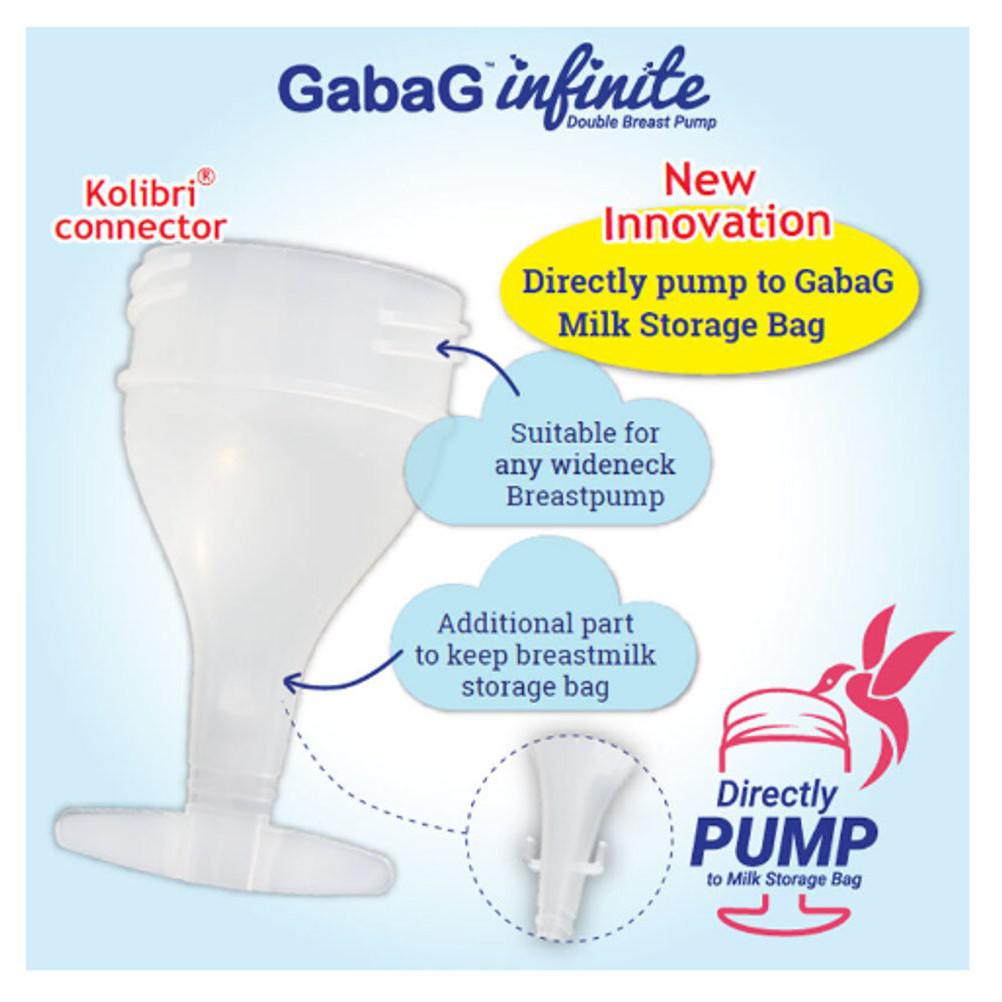 GabaG™ infinite
Double Breast Pump
Kolibri®
connector
New
Innovation
Directly pump to GabaG
Milk Storage Bag
Suitable for
any wideneck
Breastpump
Additional part
to keep breastmilk
storage bag
Directly
PUMP
to Milk Storage Bag